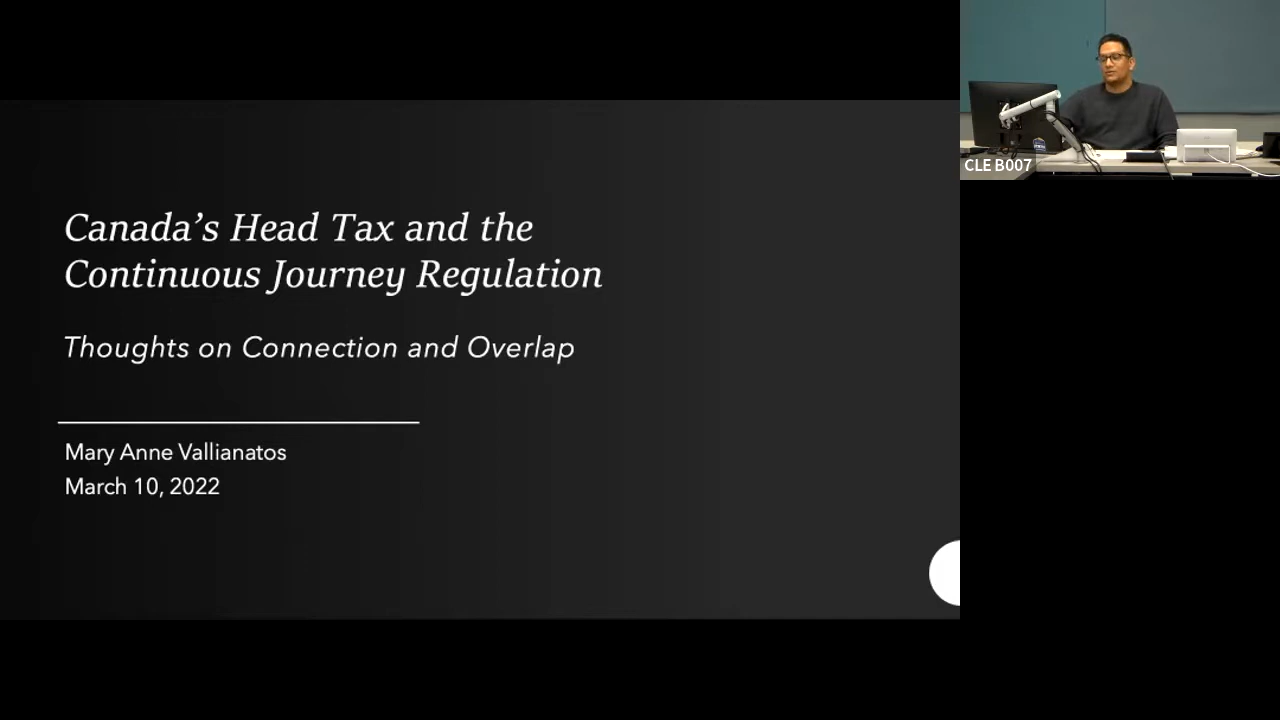 Canada’s Head Tax and the
Continuous Journey Regulation
Thoughts on Connection and Overlap
Mary Anne Vallianatos
March 10, 2022
CLE B007